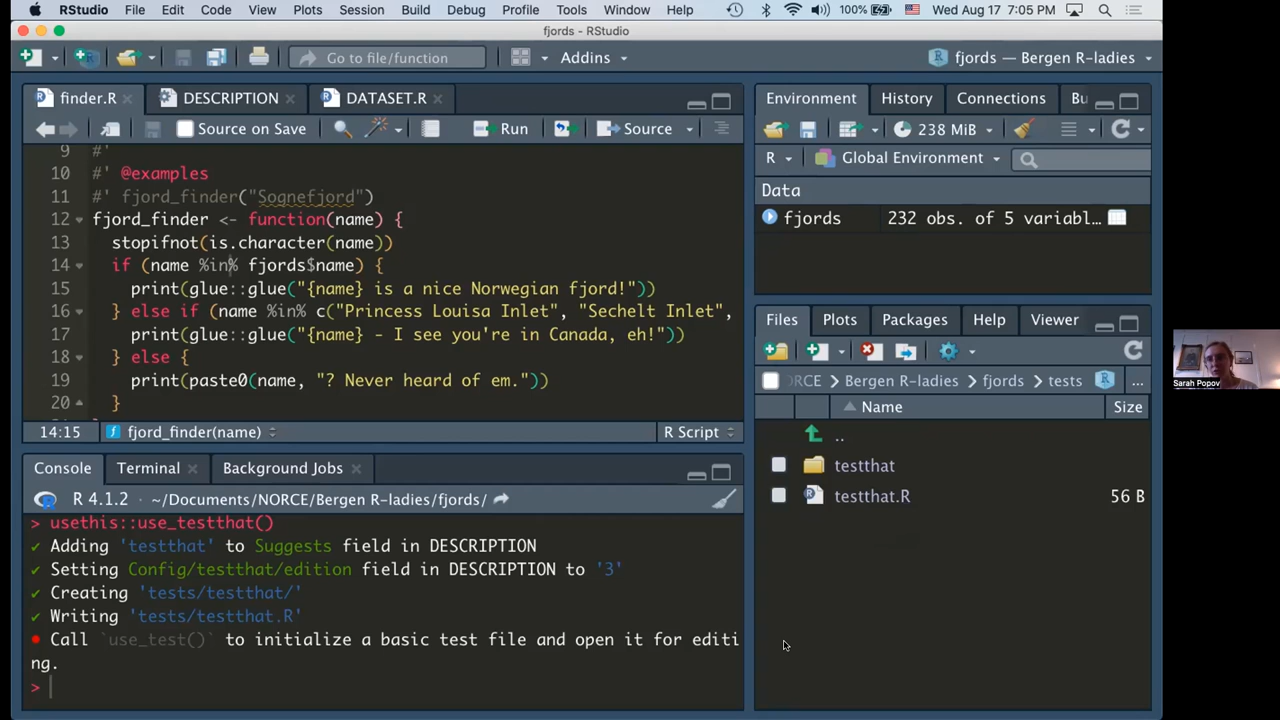 RStudio File Edit Code View Plots Session Build Debug Profile Tools Window Help 100% Wed Aug 17 7:05 PM
fjords - RStudio
Go to file/function Addins fjords — Bergen R-ladies
finder.R DESCRIPTION DATASET.R
Source on Save Run Source
9 #'
10 #' @examples
11 #' fjord_finder("Sognefjord")
12 fjord_finder <- function(name) {
13 stopifnot(is.character(name))
14 if (name %in% fjords$name) {
15 print(glue::glue("{name} is a nice Norwegian fjord!"))
16 } else if (name %in% c("Princess Louisa Inlet", "Sechelt Inlet",
17 print(glue::glue("{name} - I see you're in Canada, eh!"))
18 } else {
19 print(paste0(name, "? Never heard of em."))
20 }
14:15 fjord_finder(name) R Script
Console Terminal Background Jobs
R 4.1.2 · ~/Documents/NORCE/Bergen R-ladies/fjords/
> usethis::use_testthat()
✔ Adding 'testthat' to Suggests field in DESCRIPTION
✔ Setting Config/testthat/edition field in DESCRIPTION to '3'
✔ Creating 'tests/testthat/'
✔ Writing 'tests/testthat.R'
• Call `use_test()` to initialize a basic test file and open it for editi
ng.
>
Environment History Connections Bu
238 MiB
R Global Environment
Data
fjords 232 obs. of 5 variabl…
Files Plots Packages Help Viewer
ORCE Bergen R-ladies fjords tests ...
Name Size
..
testthat
testthat.R 56 B
Sarah Popov